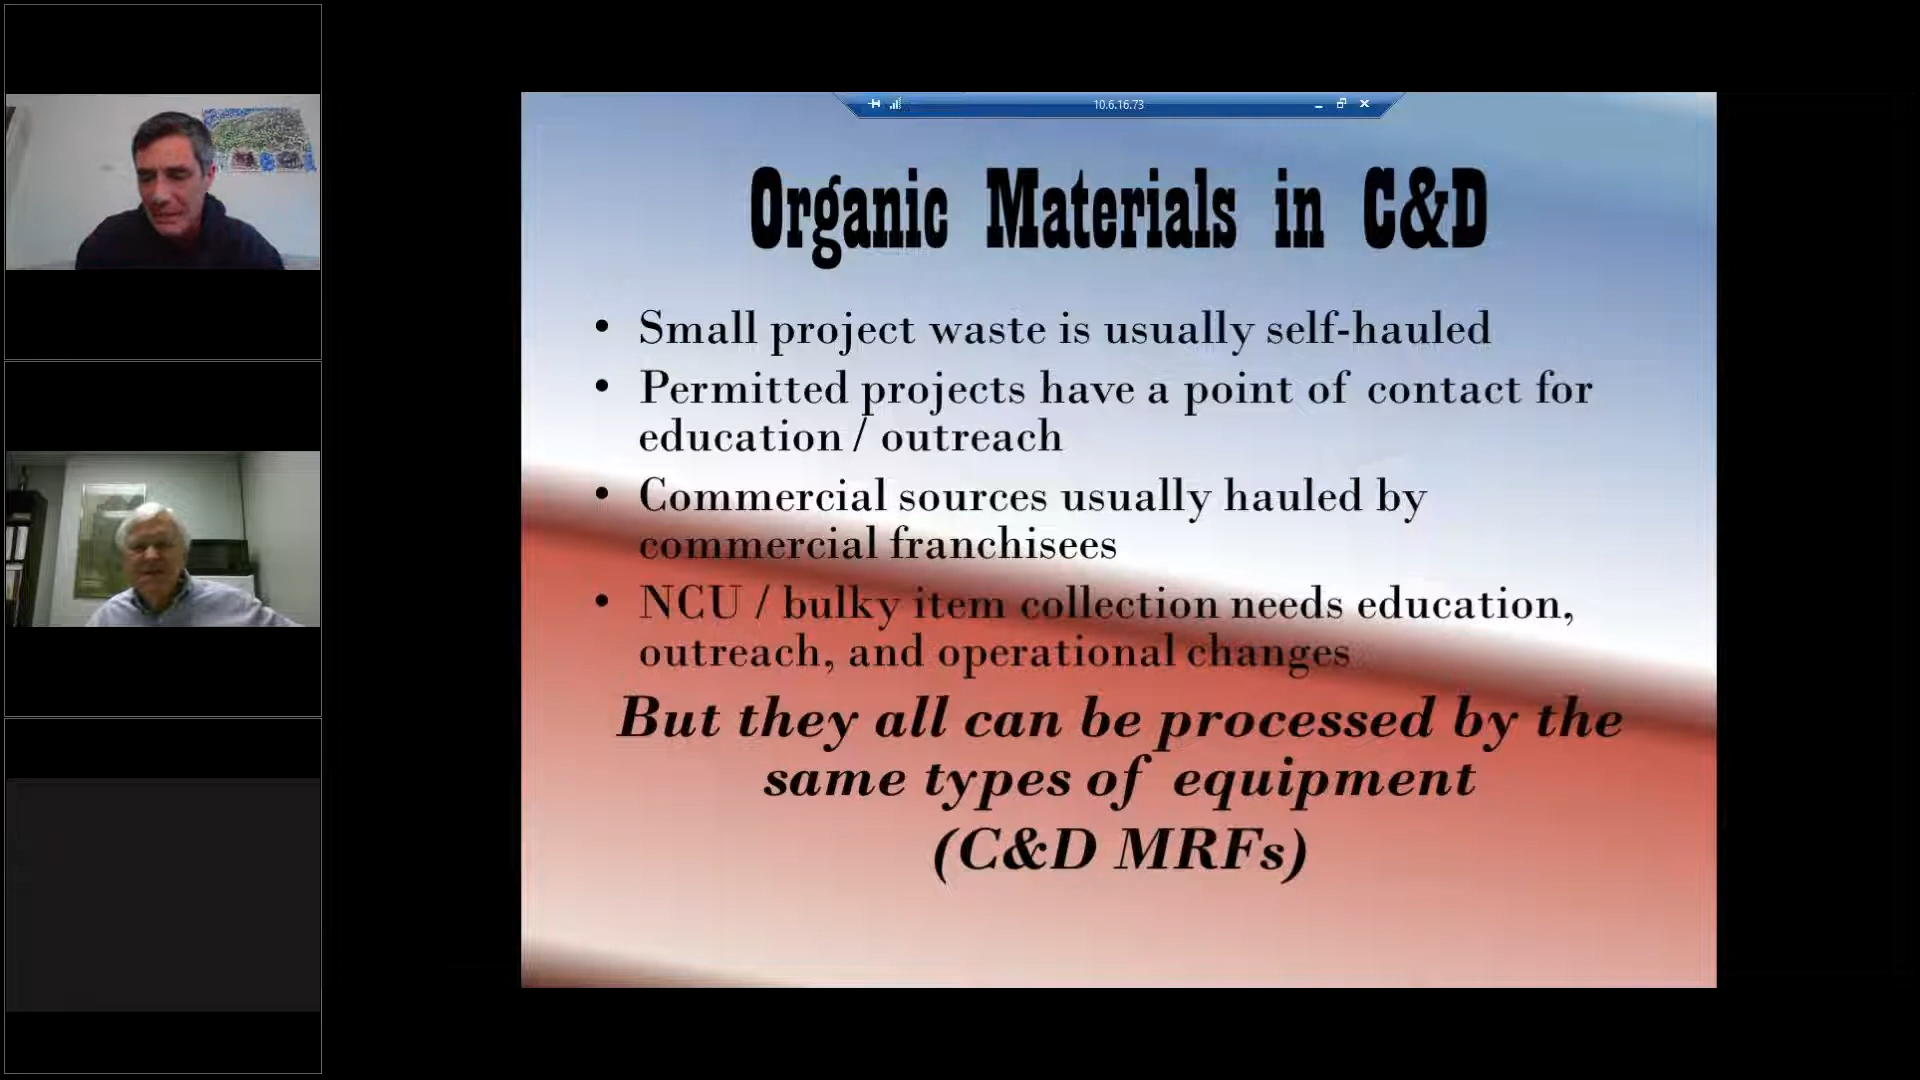 10.6.16.73
Organic Materials in C&D
• Small project waste is usually self-hauled
• Permitted projects have a point of contact for
education / outreach
• Commercial sources usually hauled by
commercial franchisees
• NCU / bulky item collection needs education,
outreach, and operational changes
But they all can be processed by the
same types of equipment
(C&D MRFs)